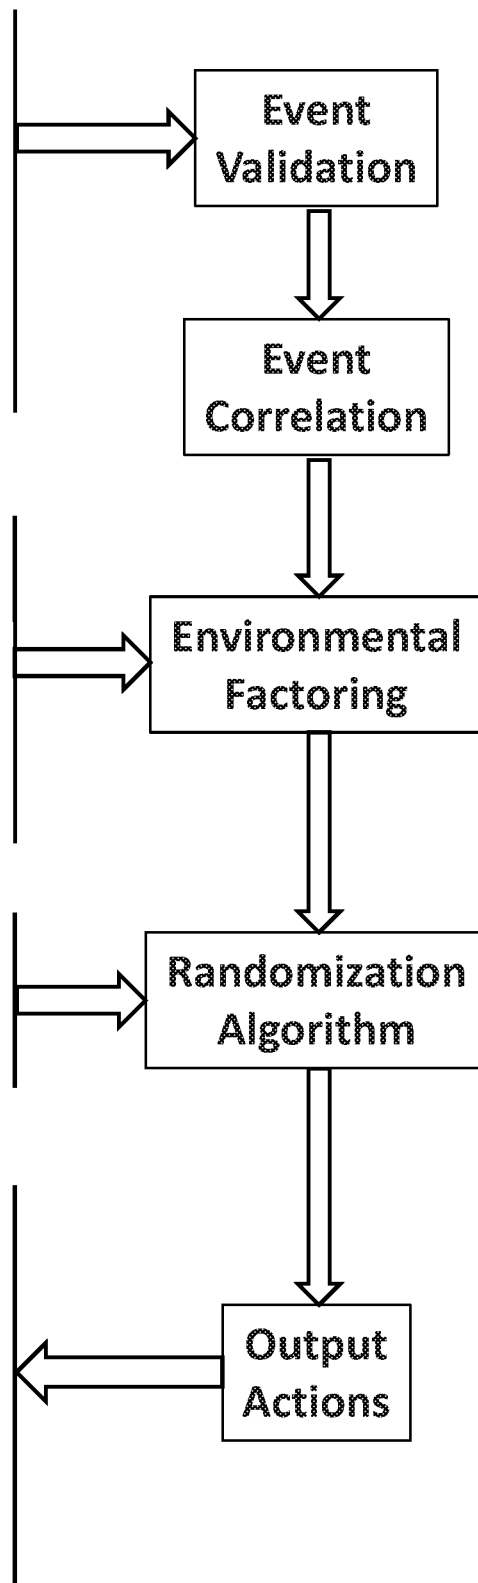 Event
Validation
Event
Correlation
Environmental
Factoring
Randomization
Algorithm
Output
Actions